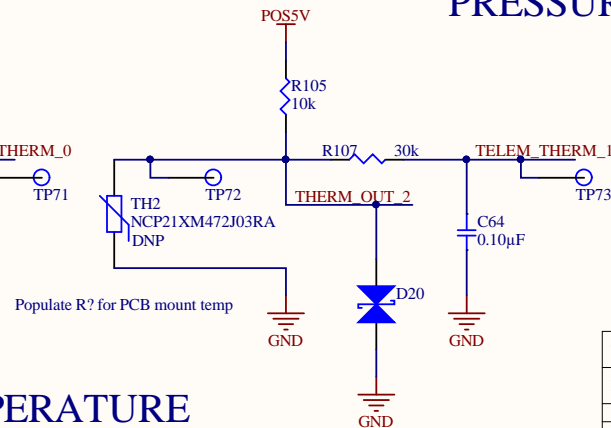 PRESSUR
POS5V
R105
10k
THERM_0
R107 30k
TELEM_THERM_1
TP71
TP72
TP73
THERM_OUT_2
TH2
NCP21XM472J03RA
DNP
C64
0.10µF
D20
Populate R? for PCB mount temp
GND
GND
PERATURE
GND